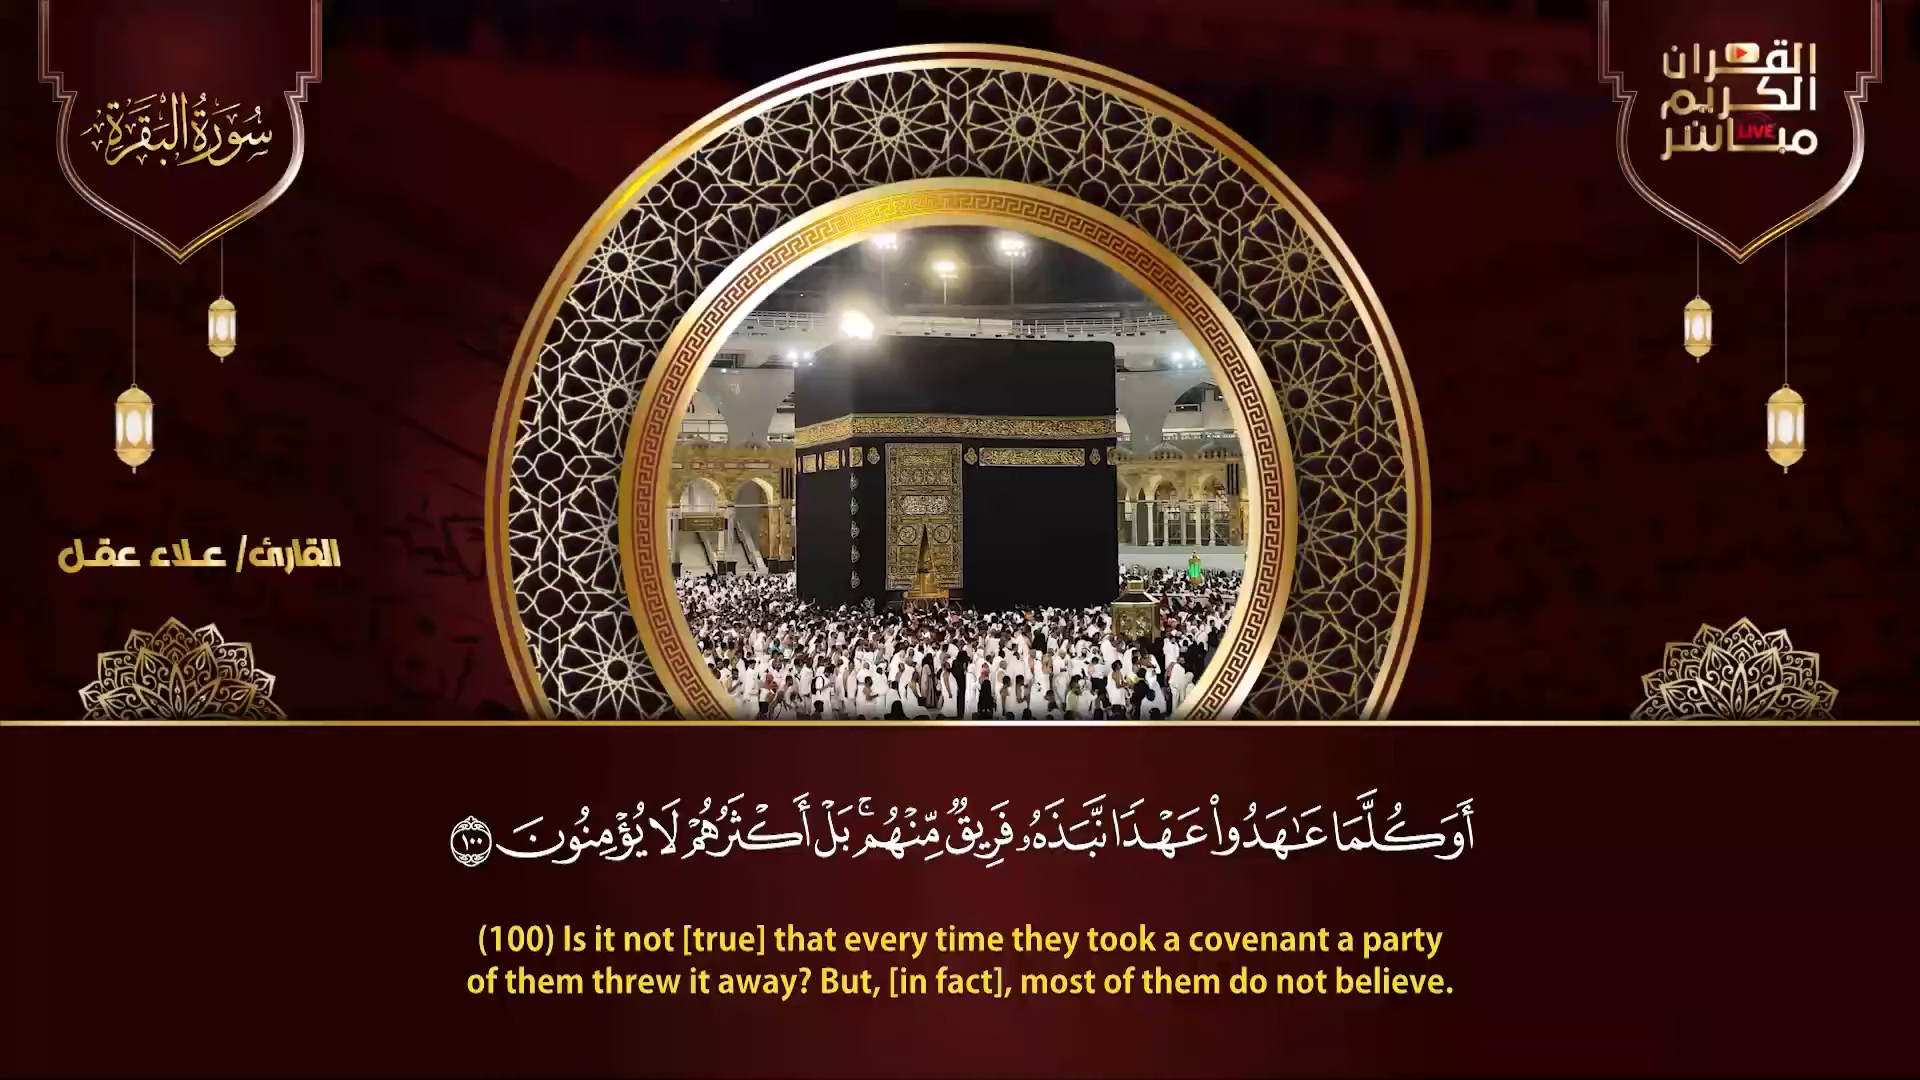 سُورَةُ البَقَرَةِ
القرآن
الكريم
مباشر
LIVE
القارئ/ علاء عقل
أَوَكُلَّمَا عَـٰهَدُوا۟ عَهْدًا نَّبَذَهُۥ فَرِيقٌ مِّنْهُم ۚ بَلْ أَكْثَرُهُمْ لَا يُؤْمِنُونَ ١٠٠
(100) Is it not [true] that every time they took a covenant a party
of them threw it away? But, [in fact], most of them do not believe.